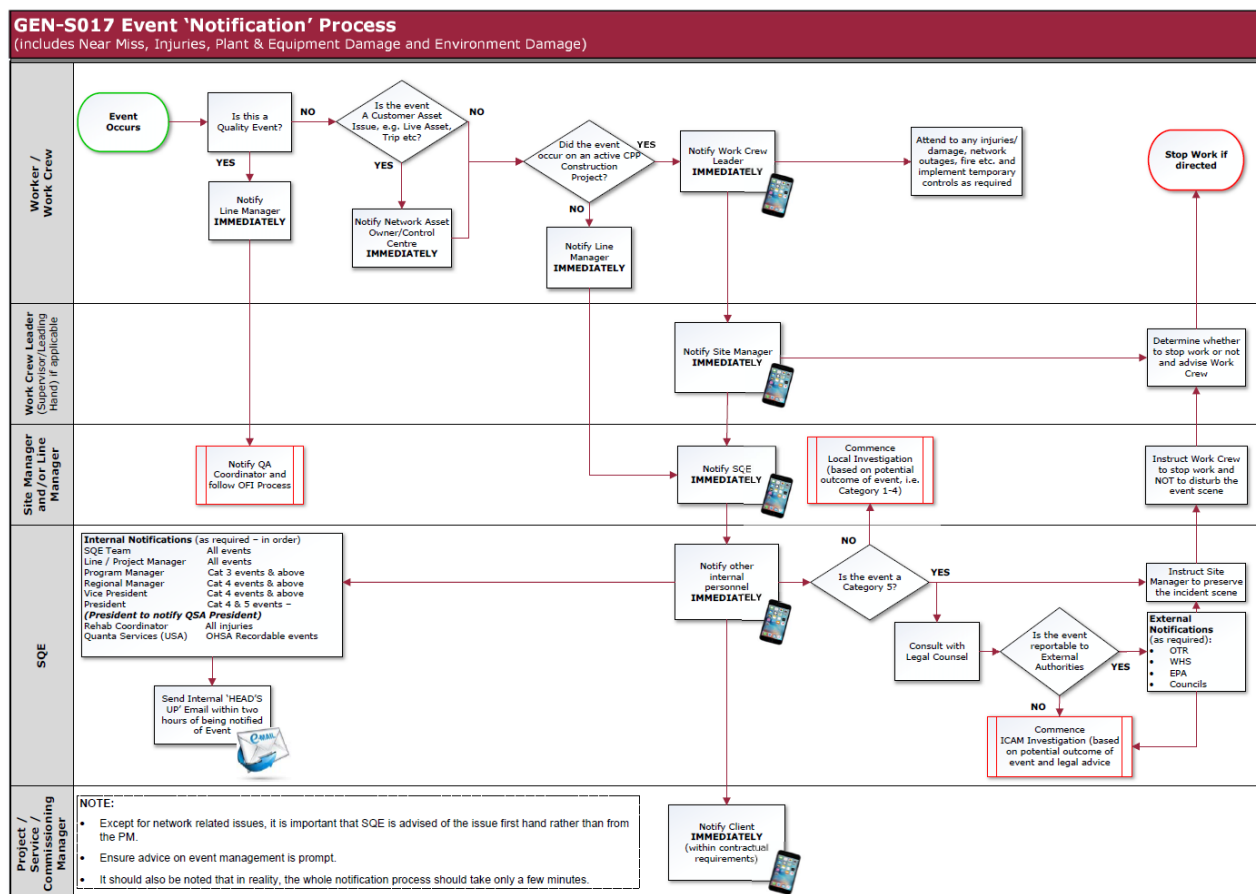 GEN-S017 Event ‘Notification’ Process
(includes Near Miss, Injuries, Plant & Equipment Damage and Environment Damage)
Worker /
Work Crew
Event
Occurs
Is this a
Quality Event?
NO
YES
Is the event
A Customer Asset
Issue, e.g. Live Asset,
Trip etc?
NO
YES
Did the event
occur on an active CPP
Construction
Project?
YES
NO
Notify Work Crew
Leader
IMMEDIATELY
Attend to any injuries/
damage, network
outages, fire etc. and
implement temporary
controls as required
Stop Work if
directed
Notify
Line Manager
IMMEDIATELY
Notify Network Asset
Owner/Control
Centre
IMMEDIATELY
Notify Line
Manager
IMMEDIATELY
Work Crew Leader
(Supervisor/Leading
Hand) if applicable
Notify Site Manager
IMMEDIATELY
Determine whether
to stop work or not
and advise Work
Crew
Site Manager
and/or Line
Manager
Notify QA
Coordinator and
follow OFI Process
Notify SQE
IMMEDIATELY
Commence
Local Investigation
(based on potential
outcome of event, i.e.
Category 1-4)
Instruct Work Crew
to stop work and
NOT to disturb the
event scene
SQE
Internal Notifications (as required – in order)
SQE Team All events
Line / Project Manager All events
Program Manager Cat 3 events & above
Regional Manager Cat 4 events & above
Vice President Cat 4 events & above
President Cat 4 & 5 events –
(President to notify QSA President)
Rehab Coordinator All injuries
Quanta Services (USA) OHSA Recordable events
Send Internal ‘HEAD'S
UP’ Email within two
hours of being notified
of Event
e-MAIL
Notify other
internal
personnel
IMMEDIATELY
NO
Is the event a
Category 5?
YES
Instruct Site
Manager to preserve
the incident scene
Consult with
Legal Counsel
Is the event
reportable to
External
Authorities
YES
NO
External
Notifications
(as required):
• OTR
• WHS
• EPA
• Councils
Commence
ICAM Investigation (based
on potential outcome of
event and legal advice
Project /
Service /
Commissioning
Manager
NOTE:
• Except for network related issues, it is important that SQE is advised of the issue first hand rather than from
the PM.
• Ensure advice on event management is prompt.
• It should also be noted that in reality, the whole notification process should take only a few minutes.
Notify Client
IMMEDIATELY
(within contractual
requirements)